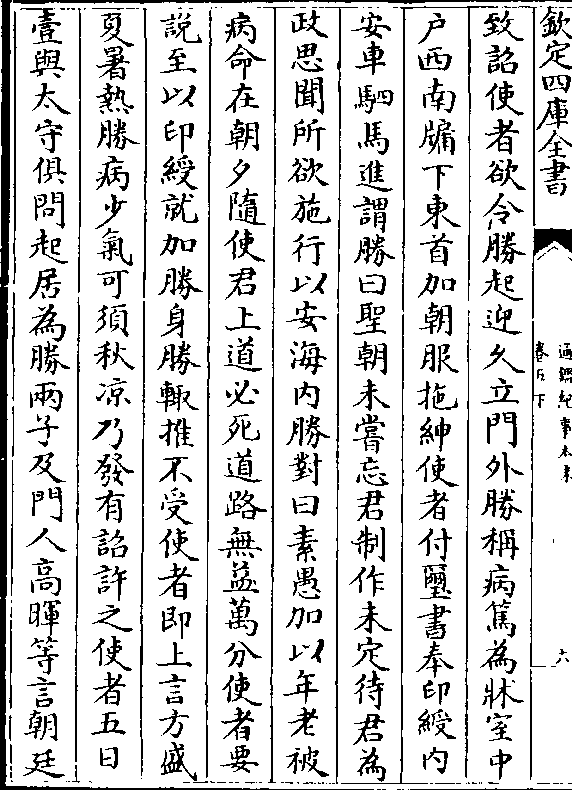 欽定四庫全書
通鑑紀事本末
卷五下
六
致詔使者欲令勝起迎久立門外勝稱病篤為牀室中
户西南牖下東首加朝服拖紳使者付璽書奉印綬内
安車駟馬進謂勝曰聖朝未嘗忘君制作未定待君為
政思聞所欲施行以安海内勝對曰素愚加以年老被
病命在朝夕隨使君上道必死道路無益萬分使者要
說至以印綬就加勝身勝輙推不受使者即上言方盛
夏暑熱勝病少氣可須秋凉乃發有詔許之使者五日
壹與太守俱問起居為勝兩子及門人高暉等言朝廷